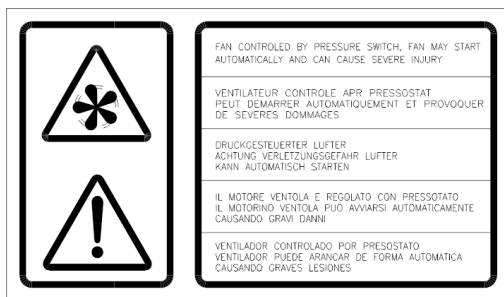 FAN CONTROLED BY PRESSURE SWITCH, FAN MAY START
AUTOMATICALLY AND CAN CAUSE SEVERE INJURY
VENTILATEUR CONTROLE APR PRESSOSTAT
PEUT DEMARRER AUTOMATIQUEMENT ET PROVOQUER
DE SEVERES DOMMAGES
DRUCKGESTEUERTER LUFTER
ACHTUNG VERLETZUNGSGEFAHR LUFTER
KANN AUTOMATISCH STARTEN
IL MOTORE VENTOLA E REGOLATO CON PRESSOTATO
IL MOTORINO VENTOLA PUO AVVIARSI AUTOMATICAMENTE
CAUSANDO GRAVI DANNI
VENTILADOR CONTROLADO POR PRESOSTATO
VENTILADOR PUEDE ARANCAR DE FORMA AUTOMATICA
CAUSANDO GRAVES LESIONES